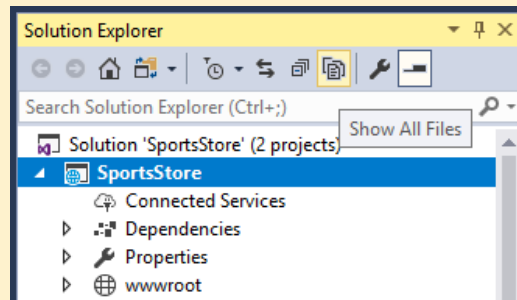 Solution Explorer
Search Solution Explorer (Ctrl+;)
Show All Files
Solution 'SportsStore' (2 projects)
SportsStore
Connected Services
Dependencies
Properties
wwwroot